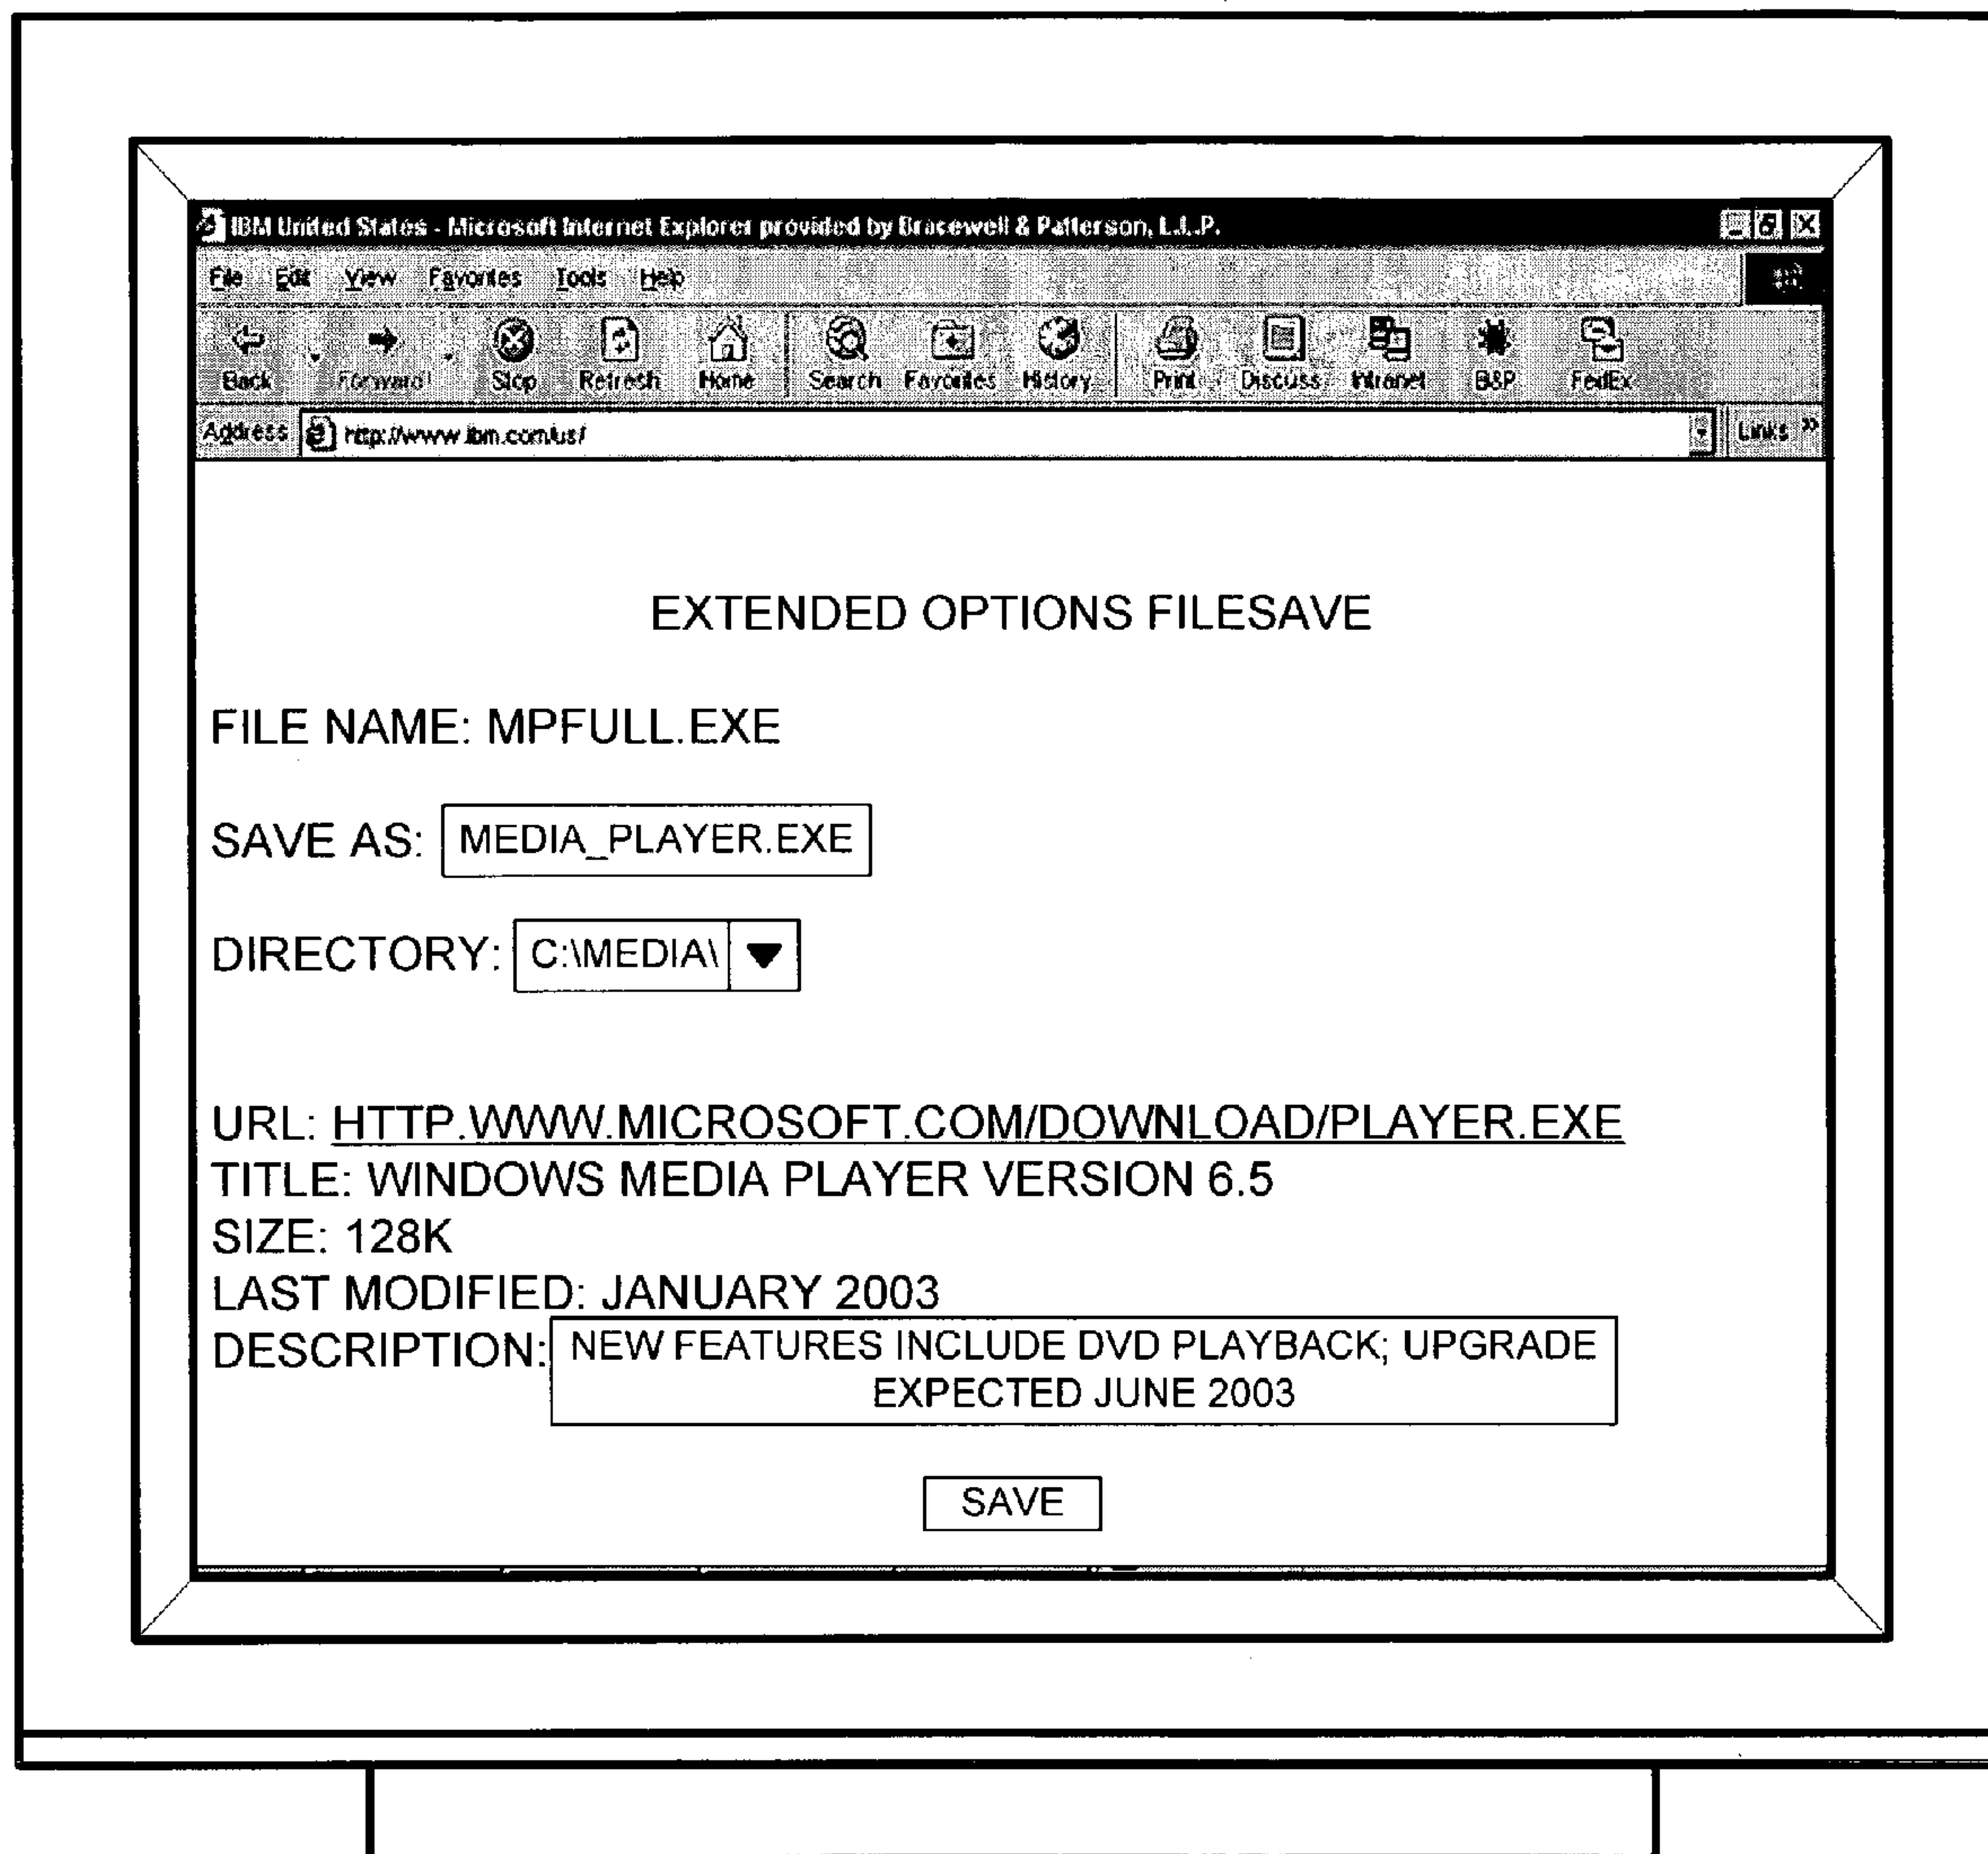 IBM United States - Microsoft Internet Explorer provided by Bracewell & Patterson, L.L.P.
File Edit View Favorites Tools Help
Back Forward Stop Refresh Home Search Favorites History Print Discuss Intranet B&P FedEx
Address http://www.ibm.com/us/ Links »
EXTENDED OPTIONS FILESAVE
FILE NAME: MPFULL.EXE
SAVE AS: MEDIA_PLAYER.EXE
DIRECTORY: C:\MEDIA\
URL: HTTP.WWW.MICROSOFT.COM/DOWNLOAD/PLAYER.EXE
TITLE: WINDOWS MEDIA PLAYER VERSION 6.5
SIZE: 128K
LAST MODIFIED: JANUARY 2003
DESCRIPTION: NEW FEATURES INCLUDE DVD PLAYBACK; UPGRADE
EXPECTED JUNE 2003
SAVE